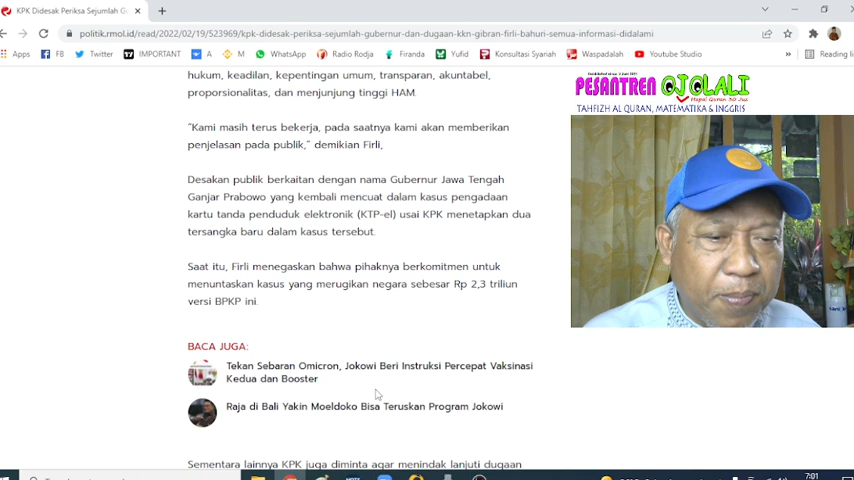 KPK Didesak Periksa Sejumlah G
politik.rmol.id/read/2022/02/19/523969/kpk-didesak-periksa-sejumlah-gubernur-dan-dugaan-kkn-gibran-firli-bahuri-semua-informasi-didalami
Apps FB Twitter IMPORTANT A M WhatsApp Radio Rodja Firanda Yufid Konsultasi Syariah Waspadalah Youtube Studio » Reading
hukum, keadilan, kepentingan umum, transparan, akuntabel,
proporsionalitas, dan menjunjung tinggi HAM
"Kami masih terus bekerja, pada saatnya kami akan memberikan
penjelasan pada publik," demikian Firli,
Desakan publik berkaitan dengan nama Gubernur Jawa Tengah
Ganjar Prabowo yang kembali mencuat dalam kasus pengadaan
kartu tanda penduduk elektronik (KTP-el) usai KPK menetapkan dua
tersangka baru dalam kasus tersebut.
Saat itu, Firli menegaskan bahwa pihaknya berkomitmen untuk
menuntaskan kasus yang merugikan negara sebesar Rp 2,3 triliun
versi BPKP ini.
BACA JUGA:
Tekan Sebaran Omicron, Jokowi Beri Instruksi Percepat Vaksinasi
Kedua dan Booster
Raja di Bali Yakin Moeldoko Bisa Teruskan Program Jokowi
Sementara lainnya KPK juga diminta agar menindak lanjuti dugaan
PESANTREN OJOLALI
Hapal Quran 30 Jus
TAHFIZH AL QURAN, MATEMATIKA & INGGRIS
7:01